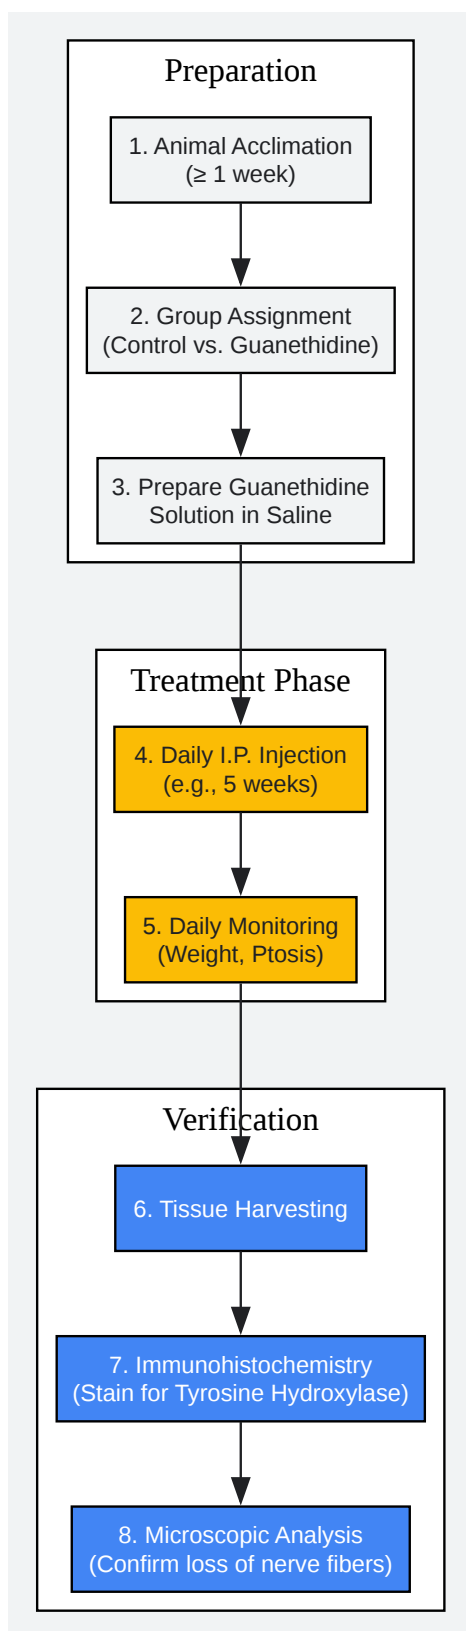 Preparation
1. Animal Acclimation
(≥ 1 week)
2. Group Assignment
(Control vs. Guanethidine)
3. Prepare Guanethidine
Solution in Saline
Treatment Phase
4. Daily I.P. Injection
(e.g., 5 weeks)
5. Daily Monitoring
(Weight, Ptosis)
Verification
6. Tissue Harvesting
7. Immunohistochemistry
(Stain for Tyrosine Hydroxylase)
8. Microscopic Analysis
(Confirm loss of nerve fibers)